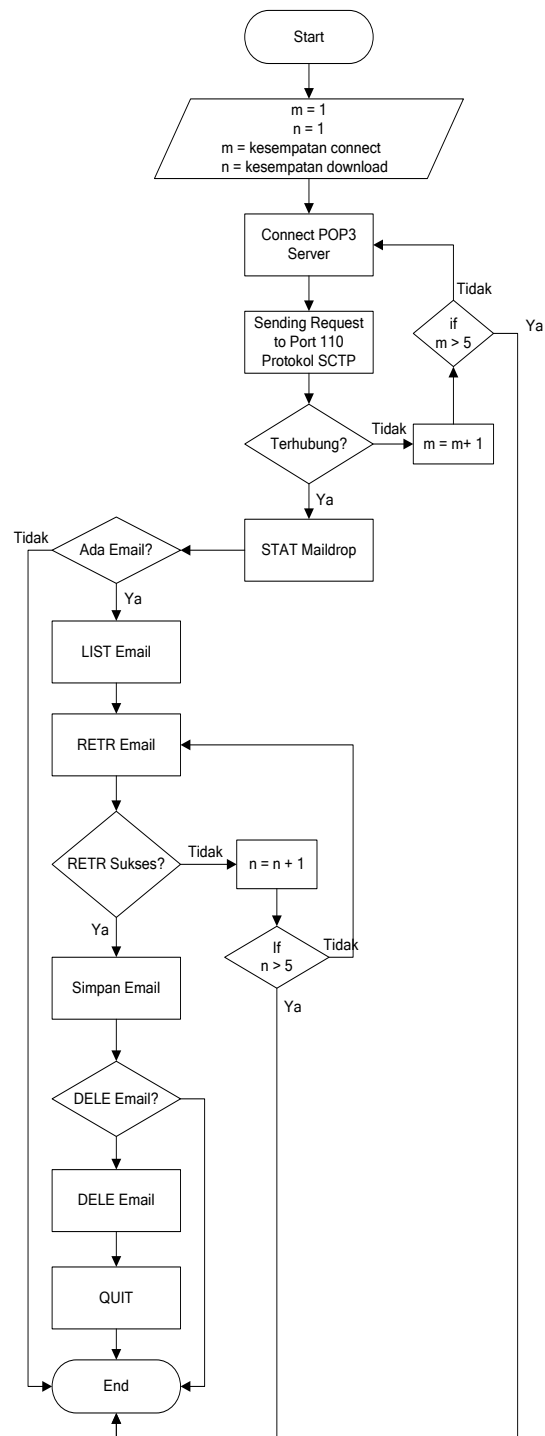 Start
m = 1
n = 1
m = kesempatan connect
n = kesempatan download
Connect POP3
Server
Tidak
if
m > 5
Ya
Sending Request
to Port 110
Protokol SCTP
Terhubung?
Tidak
m = m+ 1
Ya
Tidak
Ada Email?
STAT Maildrop
Ya
LIST Email
RETR Email
RETR Sukses?
Tidak
n = n + 1
Ya
If
n > 5
Tidak
Simpan Email
Ya
DELE Email?
DELE Email
QUIT
End